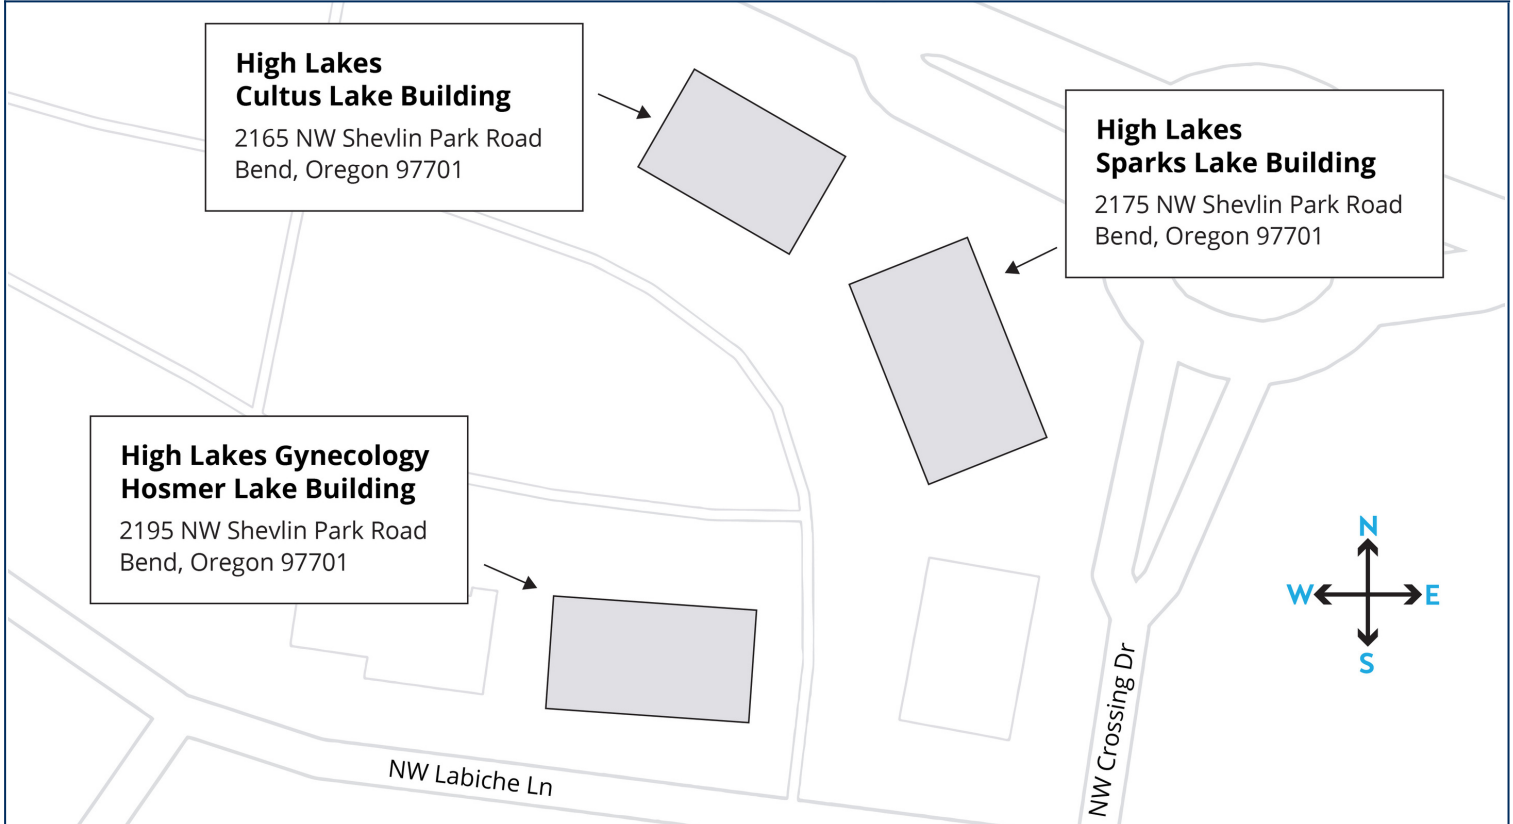 High Lakes
Cultus Lake Building
2165 NW Shevlin Park Road
Bend, Oregon 97701
High Lakes
Sparks Lake Building
2175 NW Shevlin Park Road
Bend, Oregon 97701
High Lakes Gynecology
Hosmer Lake Building
2195 NW Shevlin Park Road
Bend, Oregon 97701
N
W
E
S
NW Crossing Dr
NW Labiche Ln